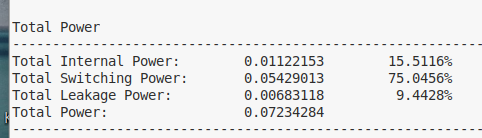 Total Power
-----------------------------------------------------------
Total Internal Power: 0.01122153 15.5116%
Total Switching Power: 0.05429013 75.0456%
Total Leakage Power: 0.00683118 9.4428%
Total Power: 0.07234284
-----------------------------------------------------------